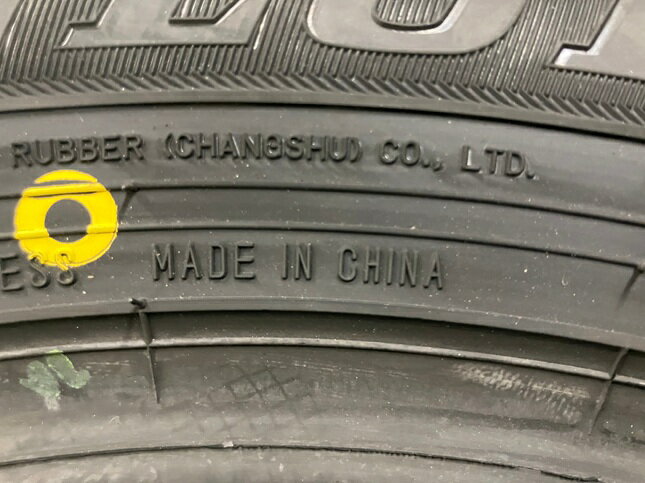 RUBBER (CHANGSHU) CO., LTD.
MADE IN CHINA